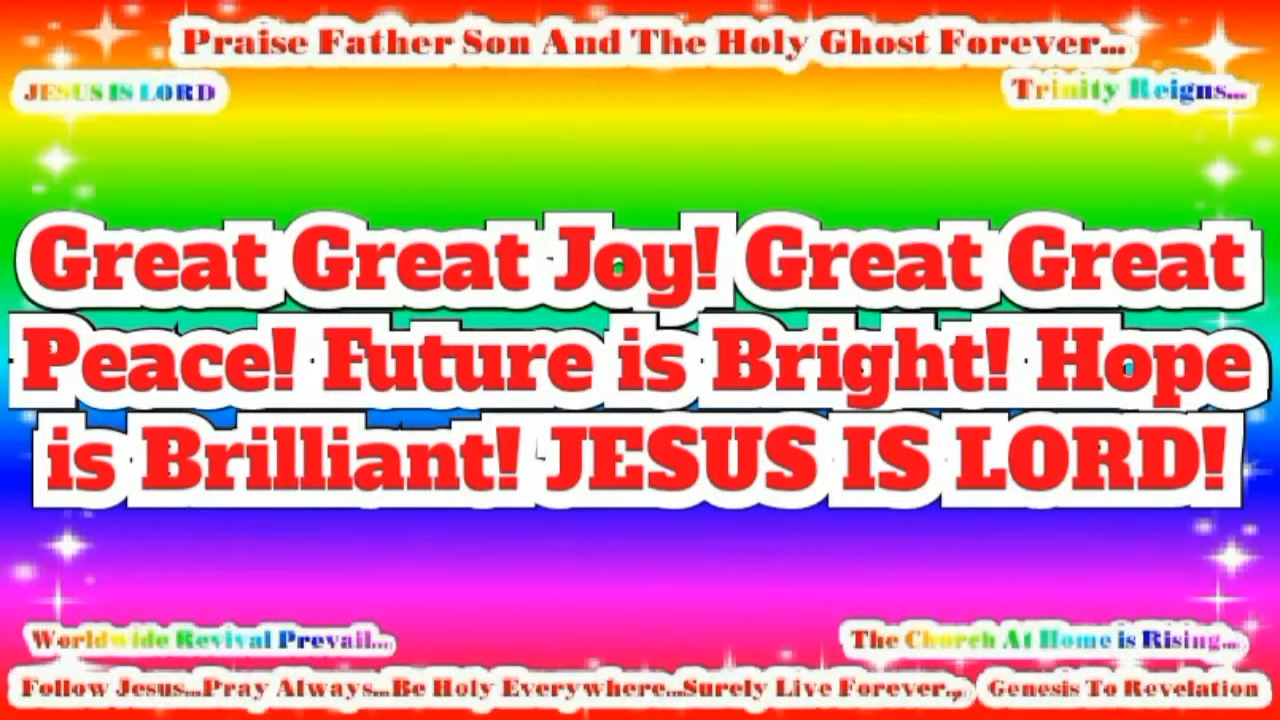 Praise Father Son And The Holy Ghost Forever...
JESUS IS LORD
Trinity Reigns...
Great Great Joy! Great Great
Peace! Future is Bright! Hope
is Brilliant! JESUS IS LORD!
Worldwide Revival Prevail...
The Church At Home is Rising...
Follow Jesus...Pray Always...Be Holy Everywhere...Surely Live Forever...
Genesis To Revelation